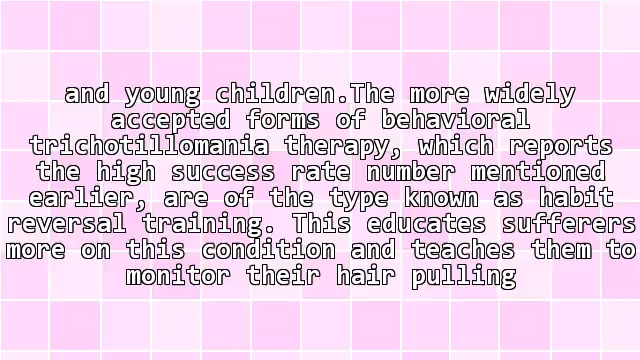 and young children.The more widely
accepted forms of behavioral
trichotillomania therapy, which reports
the high success rate number mentioned
earlier, are of the type known as habit
reversal training. This educates sufferers
more on this condition and teaches them to
monitor their hair pulling